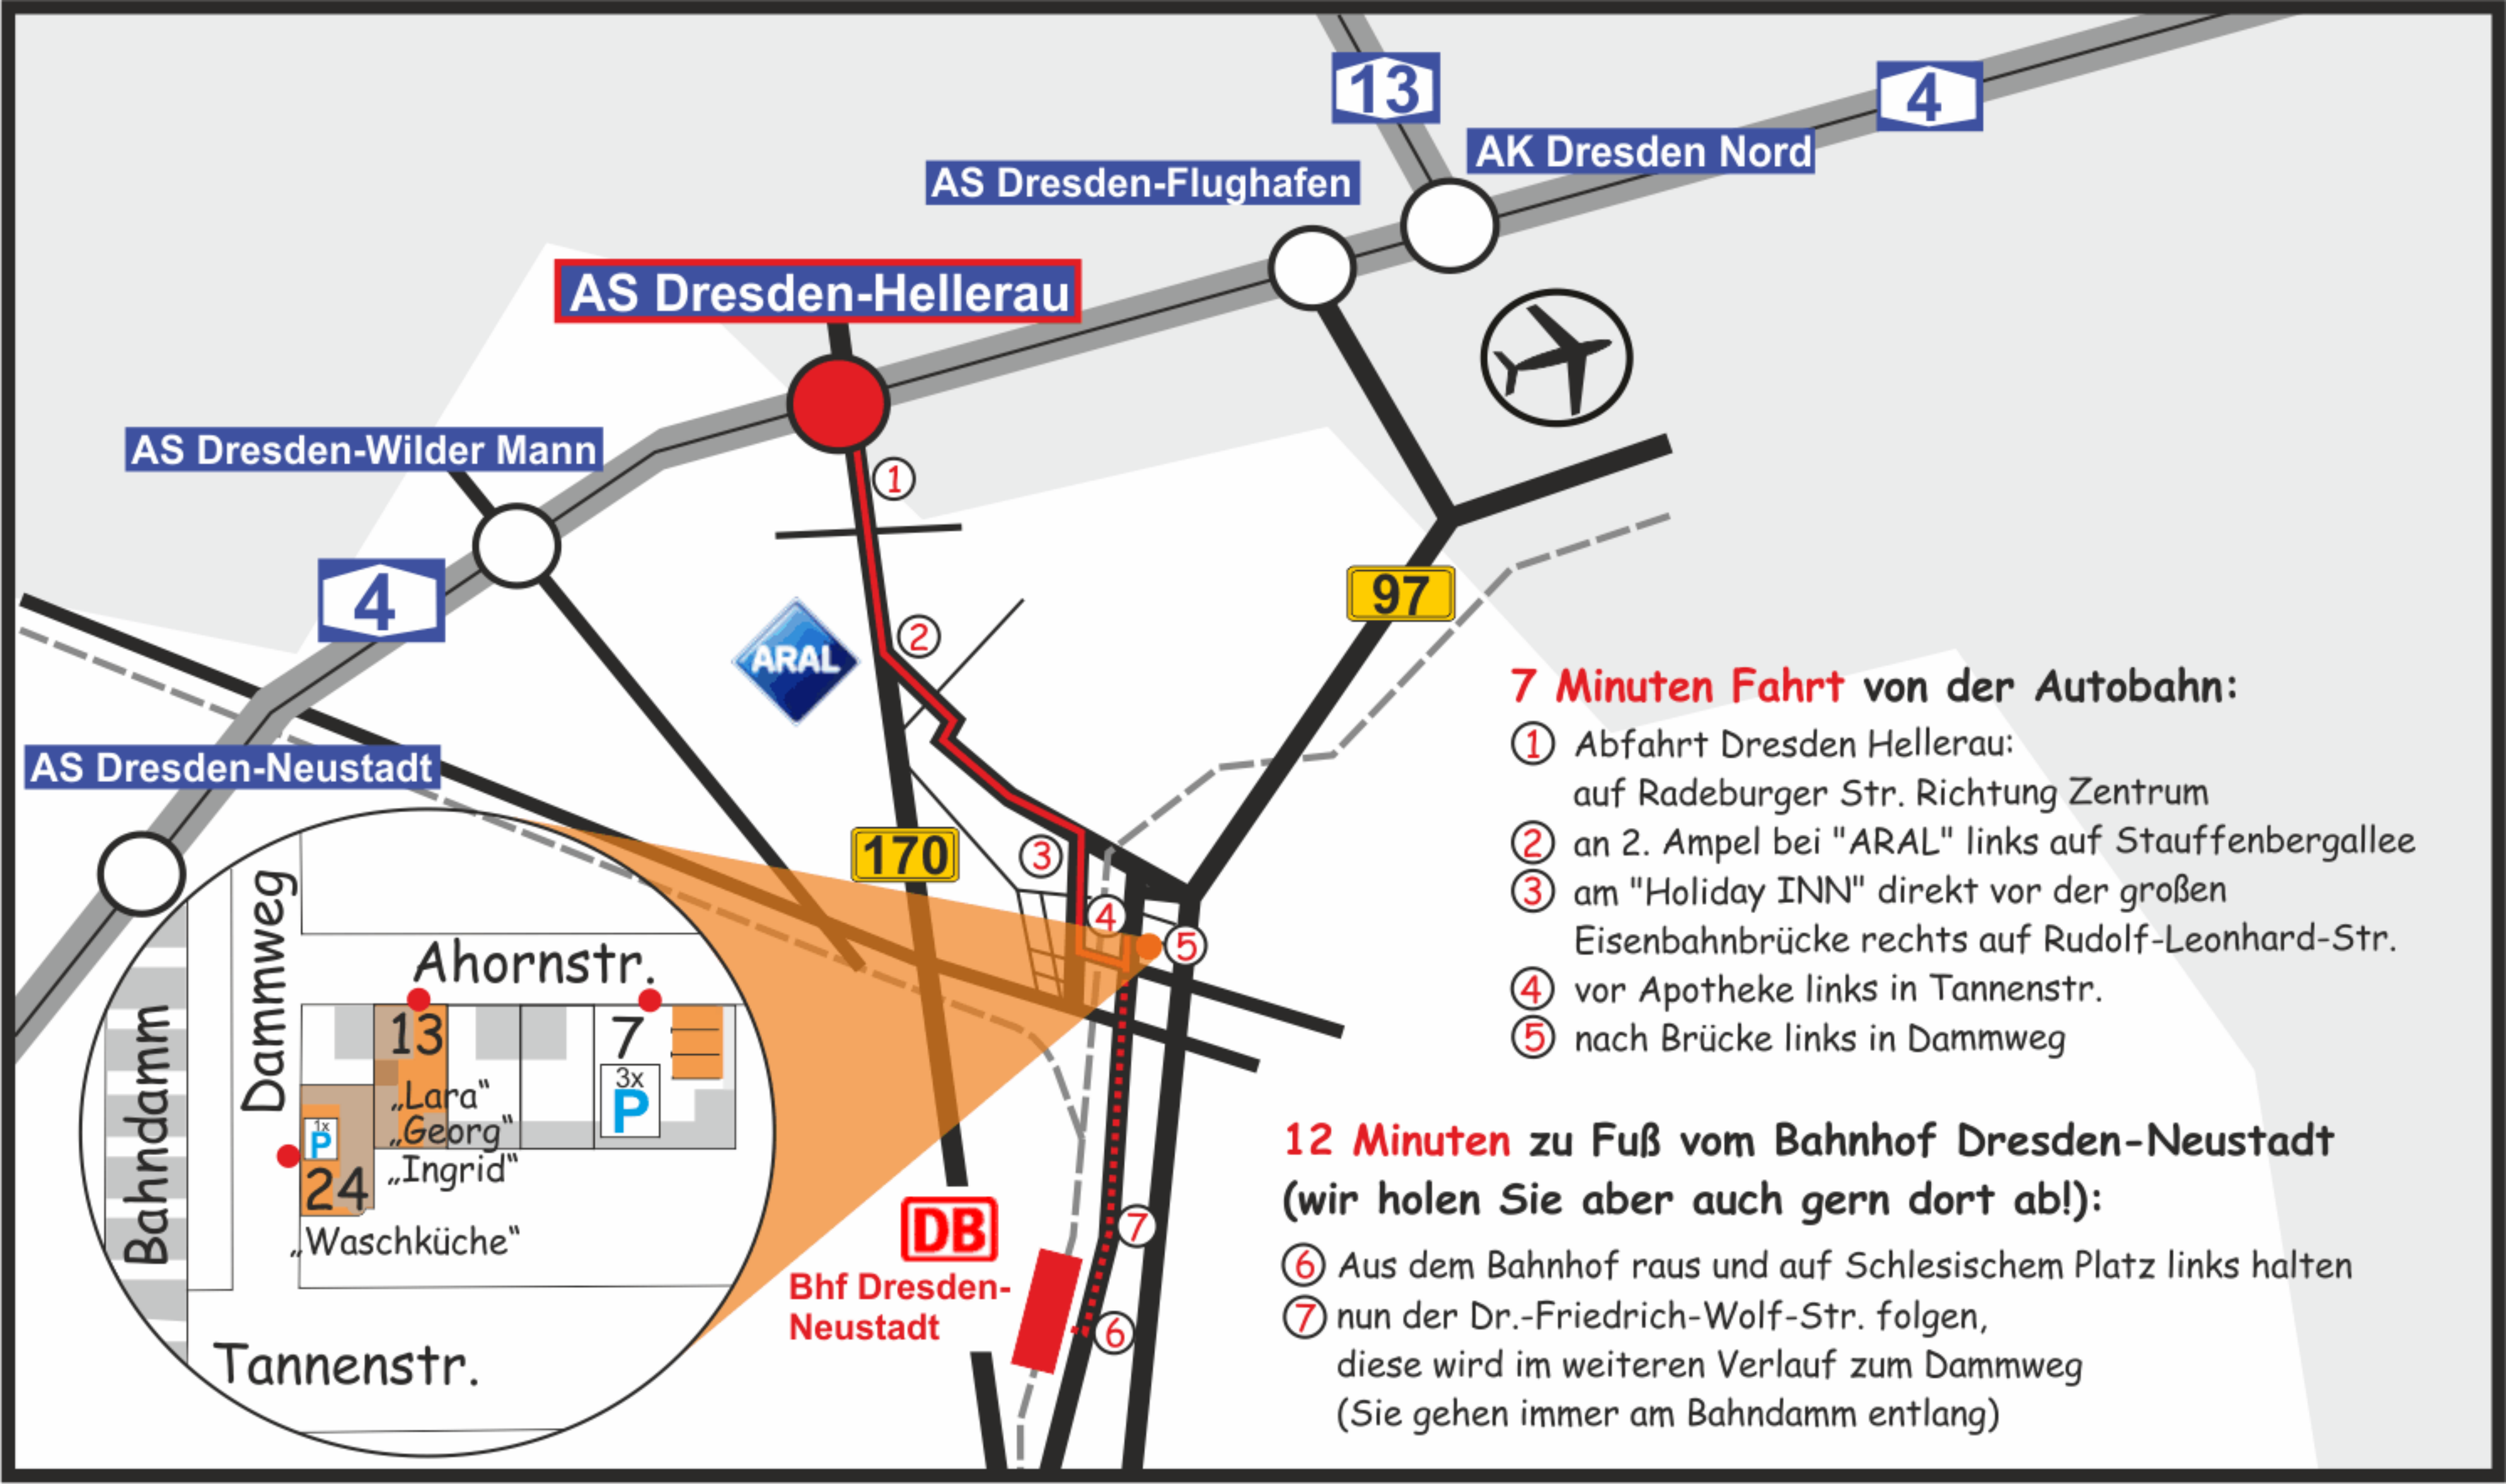 13
4
AK Dresden Nord
AS Dresden-Flughafen
AS Dresden-Hellerau
AS Dresden-Wilder Mann
1
4
97
2
ARAL
AS Dresden-Neustadt
170
3
4
5
7 Minuten Fahrt von der Autobahn:
1 Abfahrt Dresden Hellerau:
auf Radeburger Str. Richtung Zentrum
2 an 2. Ampel bei "ARAL" links auf Stauffenbergallee
3 am "Holiday INN" direkt vor der großen
Eisenbahnbrücke rechts auf Rudolf-Leonhard-Str.
4 vor Apotheke links in Tannenstr.
5 nach Brücke links in Dammweg
12 Minuten zu Fuß vom Bahnhof Dresden-Neustadt
(wir holen Sie aber auch gern dort ab!):
6 Aus dem Bahnhof raus und auf Schlesischem Platz links halten
7 nun der Dr.-Friedrich-Wolf-Str. folgen,
diese wird im weiteren Verlauf zum Dammweg
(Sie gehen immer am Bahndamm entlang)
Bahndamm
Dammweg
Ahornstr.
13
7
3x
P
„Lara“
„Georg“
„Ingrid“
1x
P
24
„Waschküche“
Tannenstr.
DB
Bhf Dresden-
Neustadt
7
6